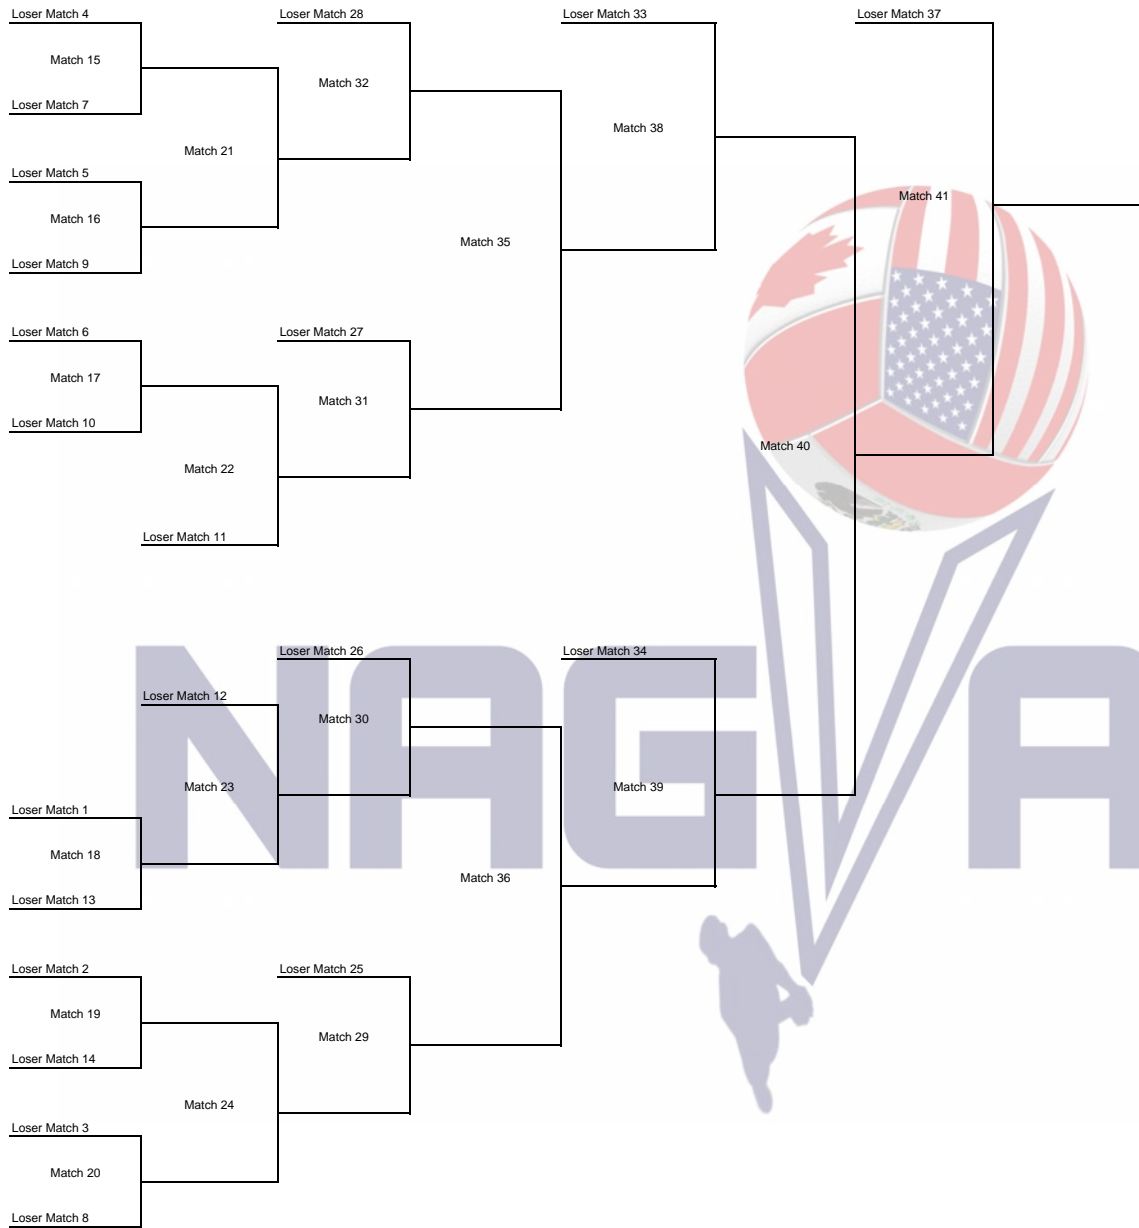 Loser Match 4
Loser Match 28
Loser Match 33
Loser Match 37
Match 15
Match 32
Loser Match 7
Match 38
Match 21
Loser Match 5
Match 41
Match 16
Match 35
Loser Match 9
Loser Match 6
Loser Match 27
Match 17
Match 31
Loser Match 10
Match 40
Match 22
Loser Match 11
Loser Match 26
Loser Match 34
Loser Match 12
Match 30
Match 23
Match 39
Loser Match 1
Match 18
Match 36
Loser Match 13
NAGVA
Loser Match 2
Loser Match 25
Match 19
Match 29
Loser Match 14
Match 24
Loser Match 3
Match 20
Loser Match 8